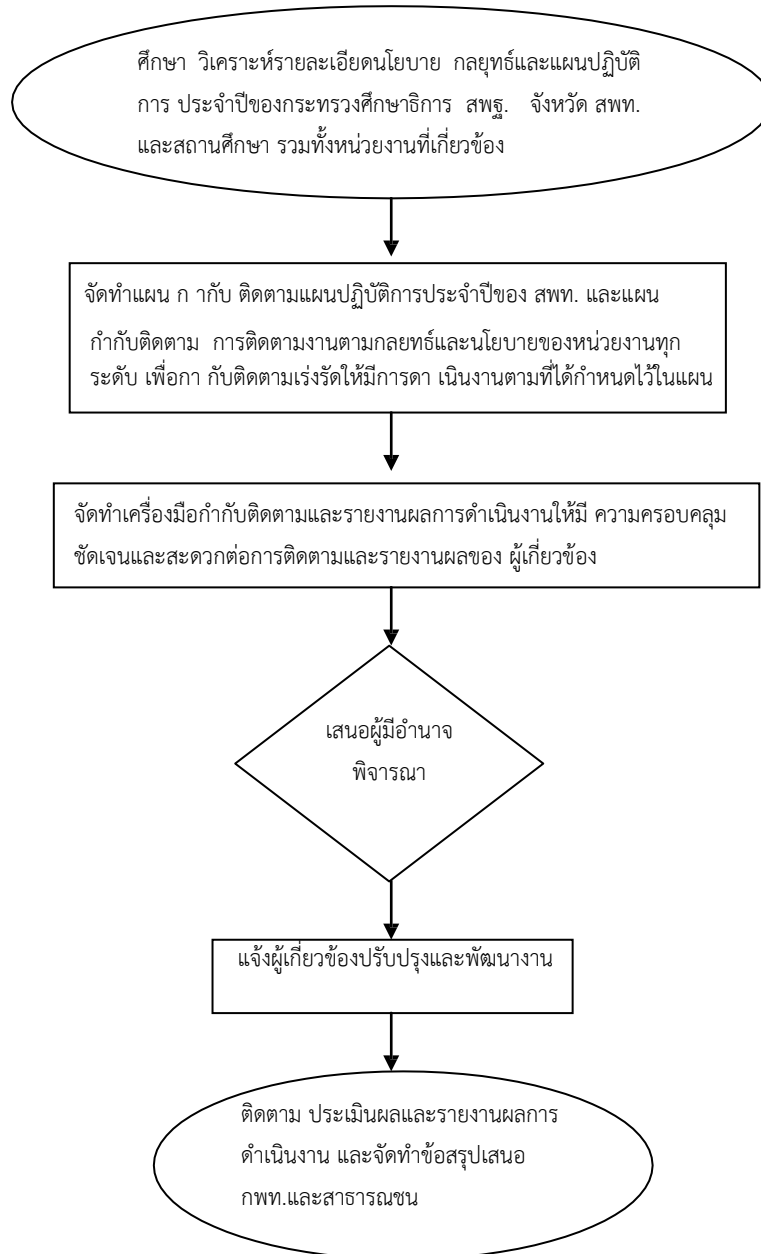 ศึกษา วิเคราะห์รายละเอียดนโยบาย กลยุทธ์และแผนปฏิบัติ
การ ประจำปีของกระทรวงศึกษาธิการ สพฐ. จังหวัด สพท.
และสถานศึกษา รวมทั้งหน่วยงานที่เกี่ยวข้อง
จัดทำแผน ก ากับ ติดตามแผนปฏิบัติการประจำปีของ สพท. และแผน
กำกับติดตาม การติดตามงานตามกลยทธ์และนโยบายของหน่วยงานทุก
ระดับ เพื่อกา กับติดตามเร่งรัดให้มีการดา เนินงานตามที่ได้กำหนดไว้ในแผน
จัดทำเครื่องมือกำกับติดตามและรายงานผลการดำเนินงานให้มี ความครอบคลุม
ชัดเจนและสะดวกต่อการติดตามและรายงานผลของ ผู้เกี่ยวข้อง
เสนอผู้มีอำนาจ
พิจารณา
แจ้งผู้เกี่ยวข้องปรับปรุงและพัฒนางาน
ติดตาม ประเมินผลและรายงานผลการ
ดำเนินงาน และจัดทำข้อสรุปเสนอ
กพท.และสาธารณชน